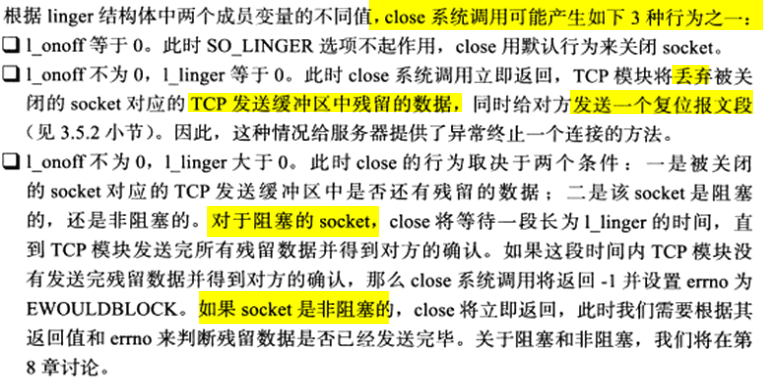 根据 linger 结构体中两个成员变量的不同值,close 系统调用可能产生如下 3 种行为之一:
❑ l_onoff 等于 0。此时 SO_LINGER 选项不起作用,close 用默认行为来关闭 socket。
❑ l_onoff 不为 0,l_linger 等于 0。此时 close 系统调用立即返回,TCP 模块将丢弃被关
闭的 socket 对应的 TCP 发送缓冲区中残留的数据,同时给对方发送一个复位报文段
(见 3.5.2 小节)。因此,这种情况给服务器提供了异常终止一个连接的方法。
❑ l_onoff 不为 0,l_linger 大于 0。此时 close 的行为取决于两个条件:一是被关闭
的 socket 对应的 TCP 发送缓冲区中是否还有残留的数据;二是该 socket 是阻塞
的,还是非阻塞的。对于阻塞的 socket,close 将等待一段长为 l_linger 的时间,直
到 TCP 模块发送完所有残留数据并得到对方的确认。如果这段时间内 TCP 模块没
有发送完残留数据并得到对方的确认,那么 close 系统调用将返回 -1 并设置 errno 为
EWOULDBLOCK。如果 socket 是非阻塞的,close 将立即返回,此时我们需要根据其
返回值和 errno 来判断残留数据是否已经发送完毕。关于阻塞和非阻塞,我们将在第
8 章讨论。